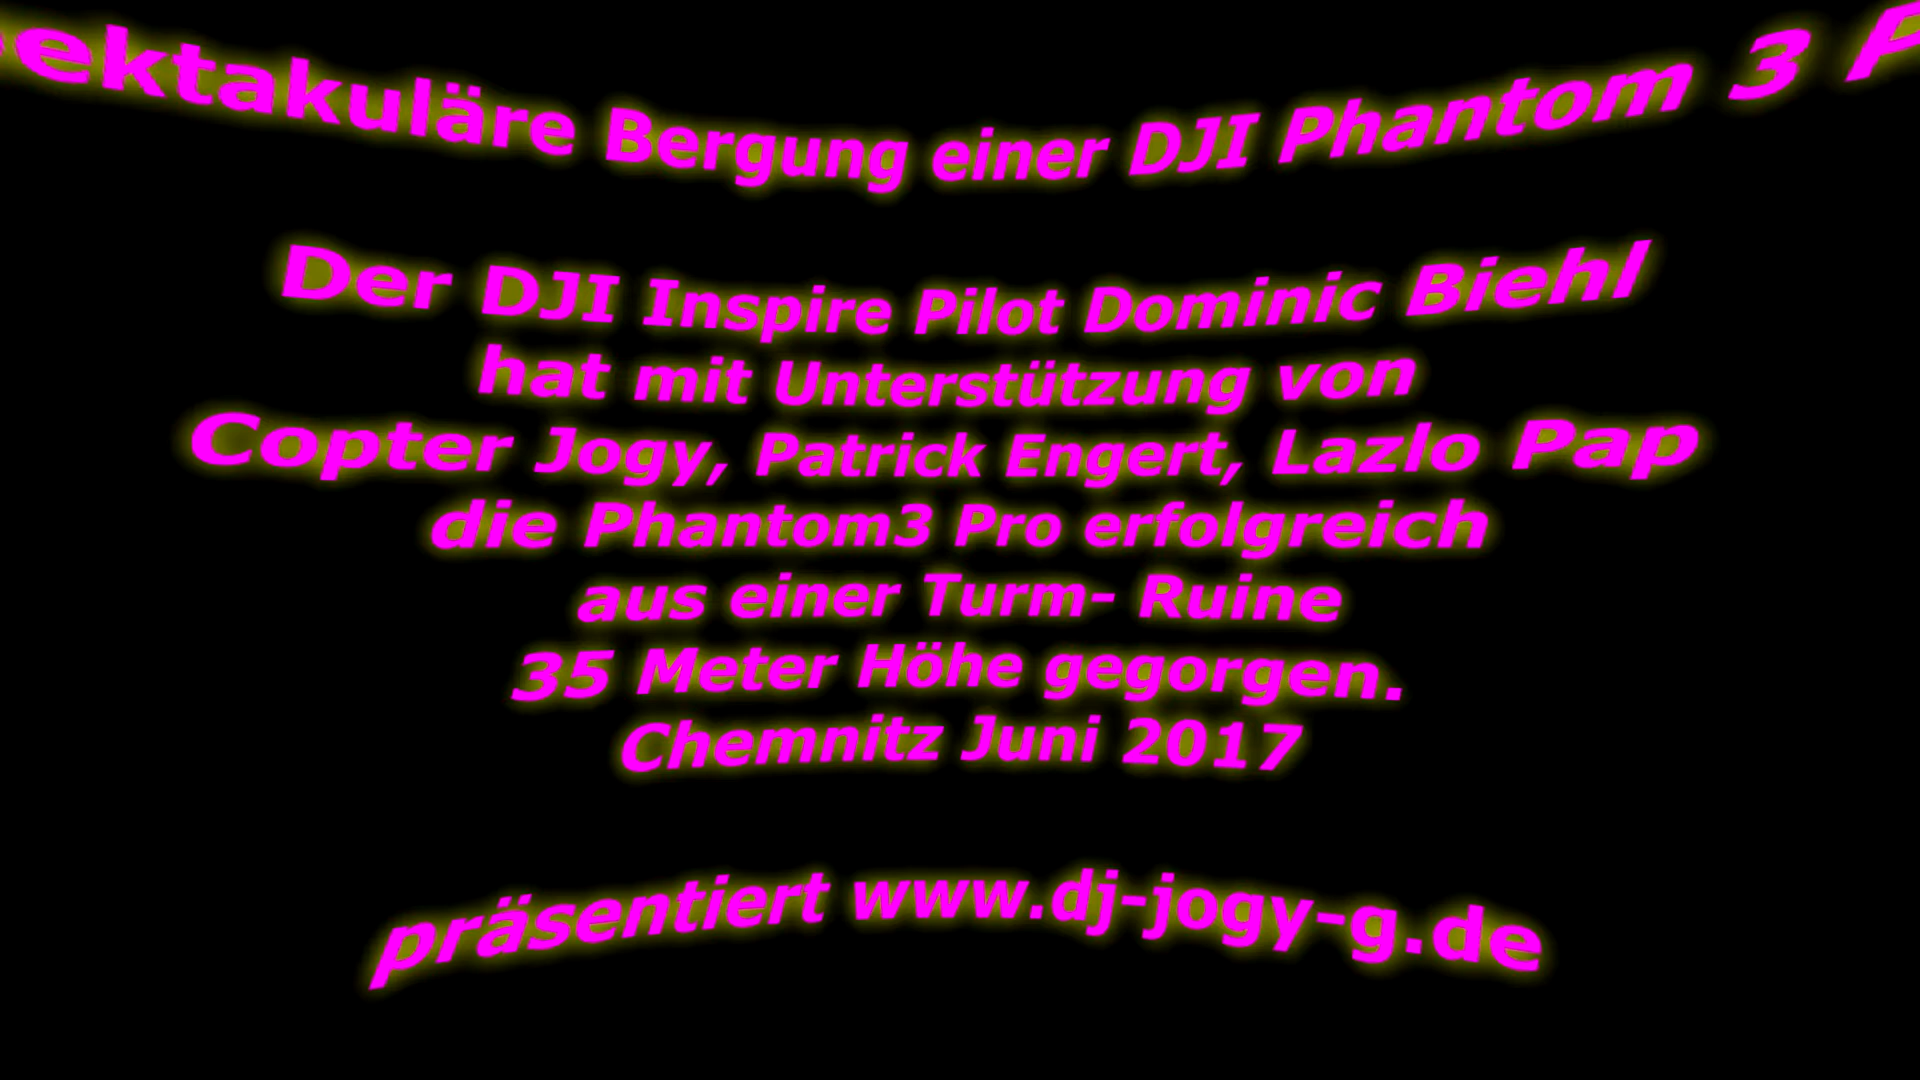 pektakuläre Bergung einer DJI Phantom 3 P
Der DJI Inspire Pilot Dominic Biehl
hat mit Unterstützung von
Copter Jogy, Patrick Engert, Lazlo Pap
die Phantom3 Pro erfolgreich
aus einer Turm- Ruine
35 Meter Höhe gegorgen.
Chemnitz Juni 2017
präsentiert www.dj-jogy-g.de